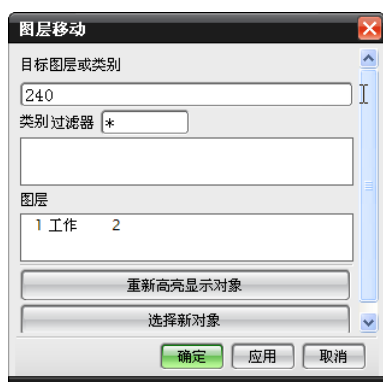 图层移动
目标图层或类别
240
类别过滤器 *
图层
1 工作 2
重新高亮显示对象
选择新对象
确定 应用 取消